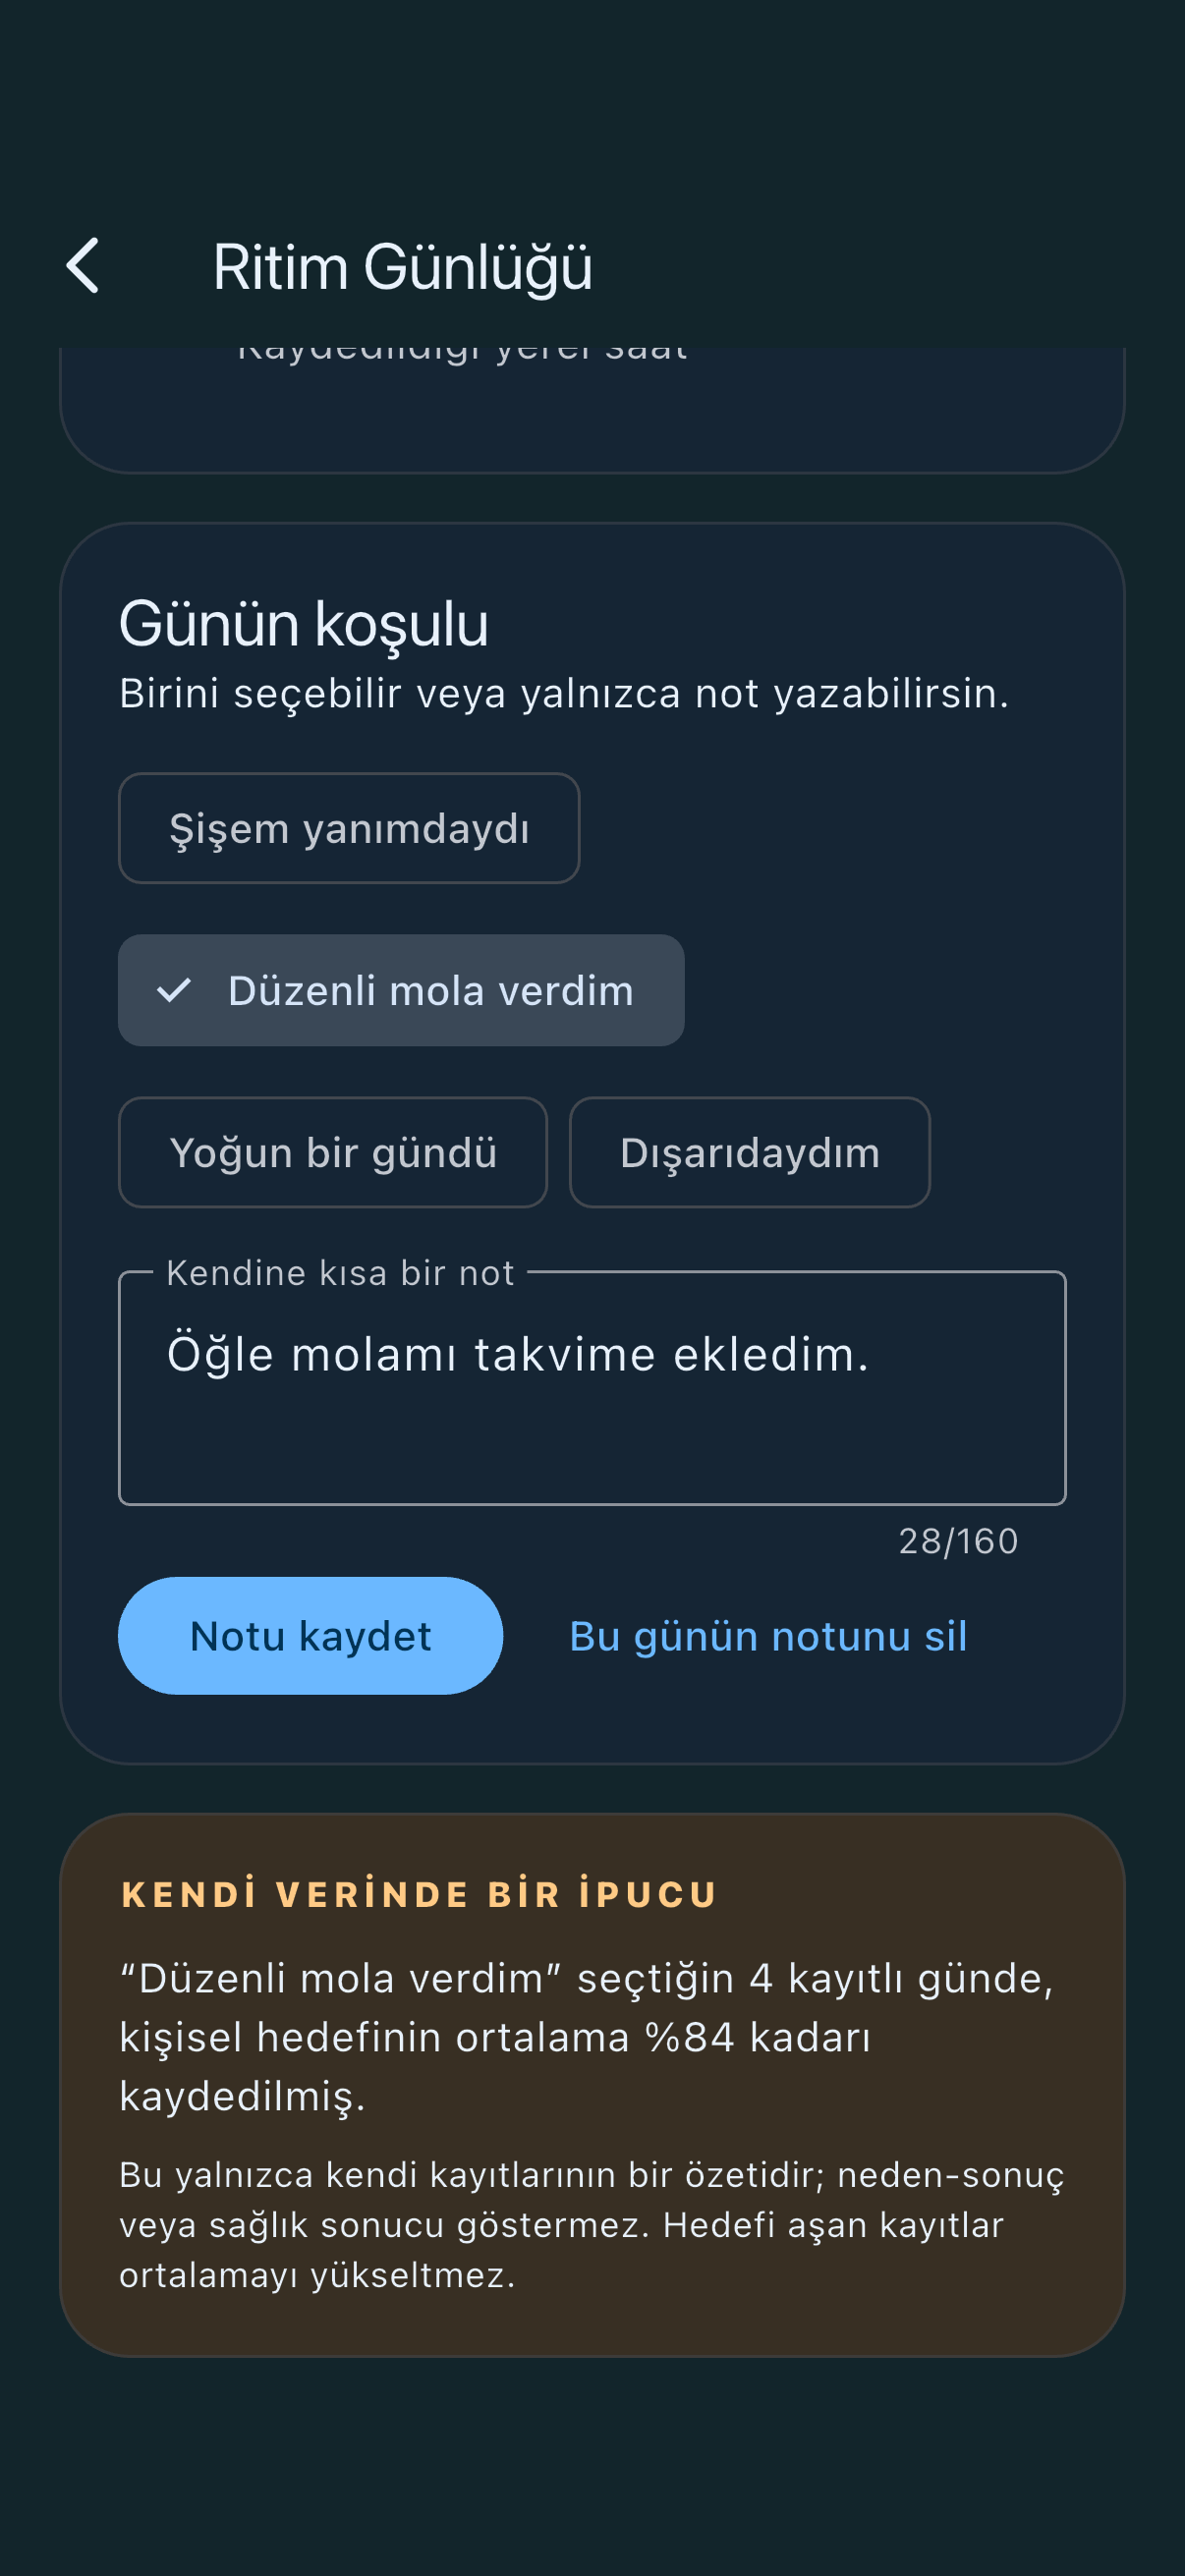 Ritim Günlüğü
Kaydedildiği yerel saat
Günün koşulu
Birini seçebilir veya yalnızca not yazabilirsin.
Şişem yanımdaydı
Düzenli mola verdim
Yoğun bir gündü
Dışarıdaydım
Kendine kısa bir not
Öğle molamı takvime ekledim.
28/160
Notu kaydet
Bu günün notunu sil
KENDİ VERİNDE BİR İPUCU
“Düzenli mola verdim” seçtiğin 4 kayıtlı günde,
kişisel hedefinin ortalama %84 kadarı
kaydedilmiş.
Bu yalnızca kendi kayıtlarının bir özetidir; neden-sonuç
veya sağlık sonucu göstermez. Hedefi aşan kayıtlar
ortalamayı yükseltmez.